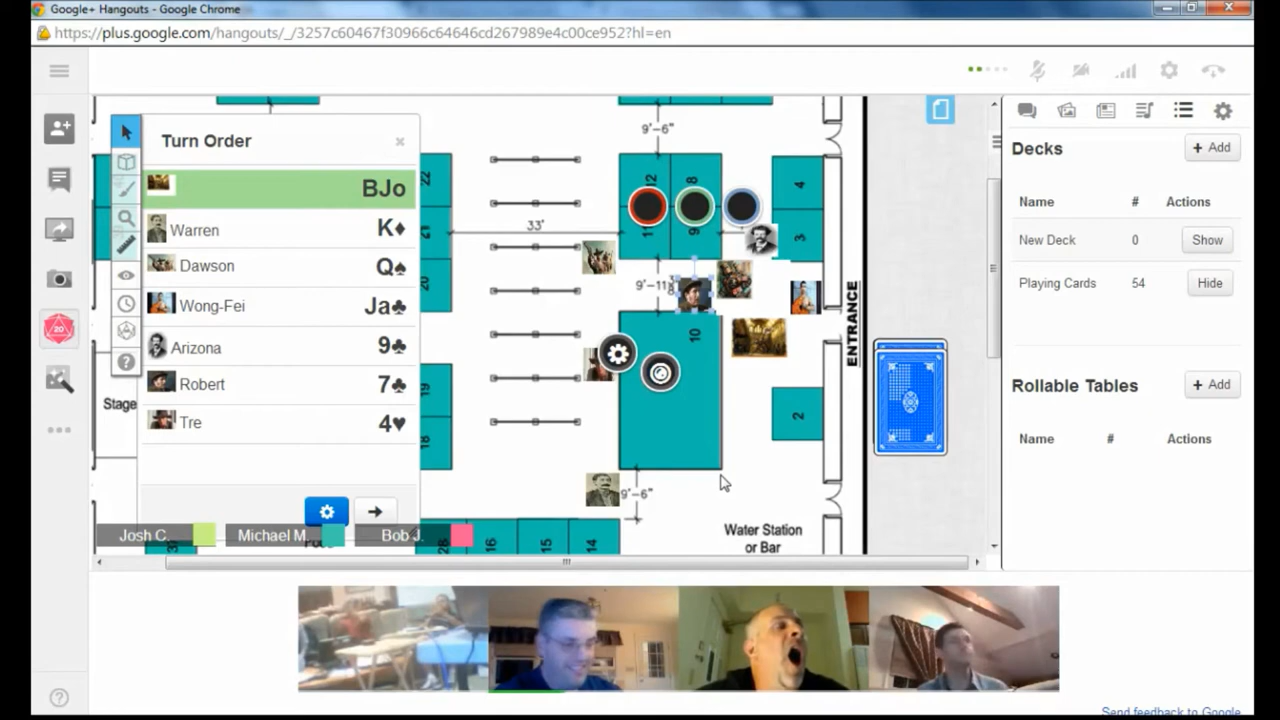 Google+ Hangouts - Google Chrome
https://plus.google.com/hangouts/_/3257c60467f30966c64646cd267989e4c00ce952?hl=en
Turn Order
BJo
Warren K♦
Dawson Q♠
Wong-Fei Ja♣
Arizona 9♣
Robert 7♣
Tre 4♥
Josh C.
Michael M.
Bob J.
Stage
22
21
20
19
18
33'
9'-6"
12
8
11
9
4
3
9'-11
10
2
ENTRANCE
9'-6"
16
15
14
Water Station
or Bar
Decks
+ Add
Name # Actions
New Deck 0 Show
Playing Cards 54 Hide
Rollable Tables
+ Add
Name # Actions
20
Send feedback to Google